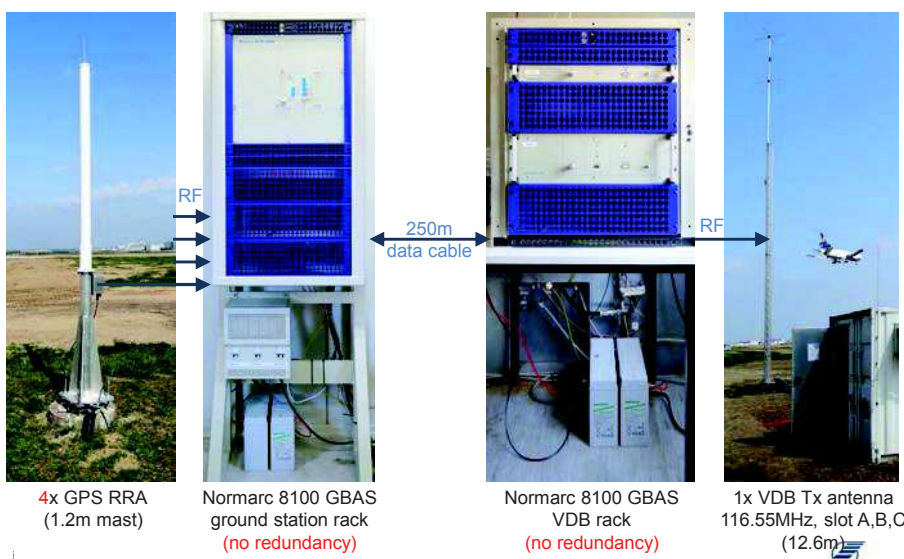 RF
250m
data cable
RF
4x GPS RRA
(1.2m mast)
Normarc 8100 GBAS
ground station rack
(no redundancy)
Normarc 8100 GBAS
VDB rack
(no redundancy)
1x VDB Tx antenna
116.55MHz, slot A,B,C
(12.6m)